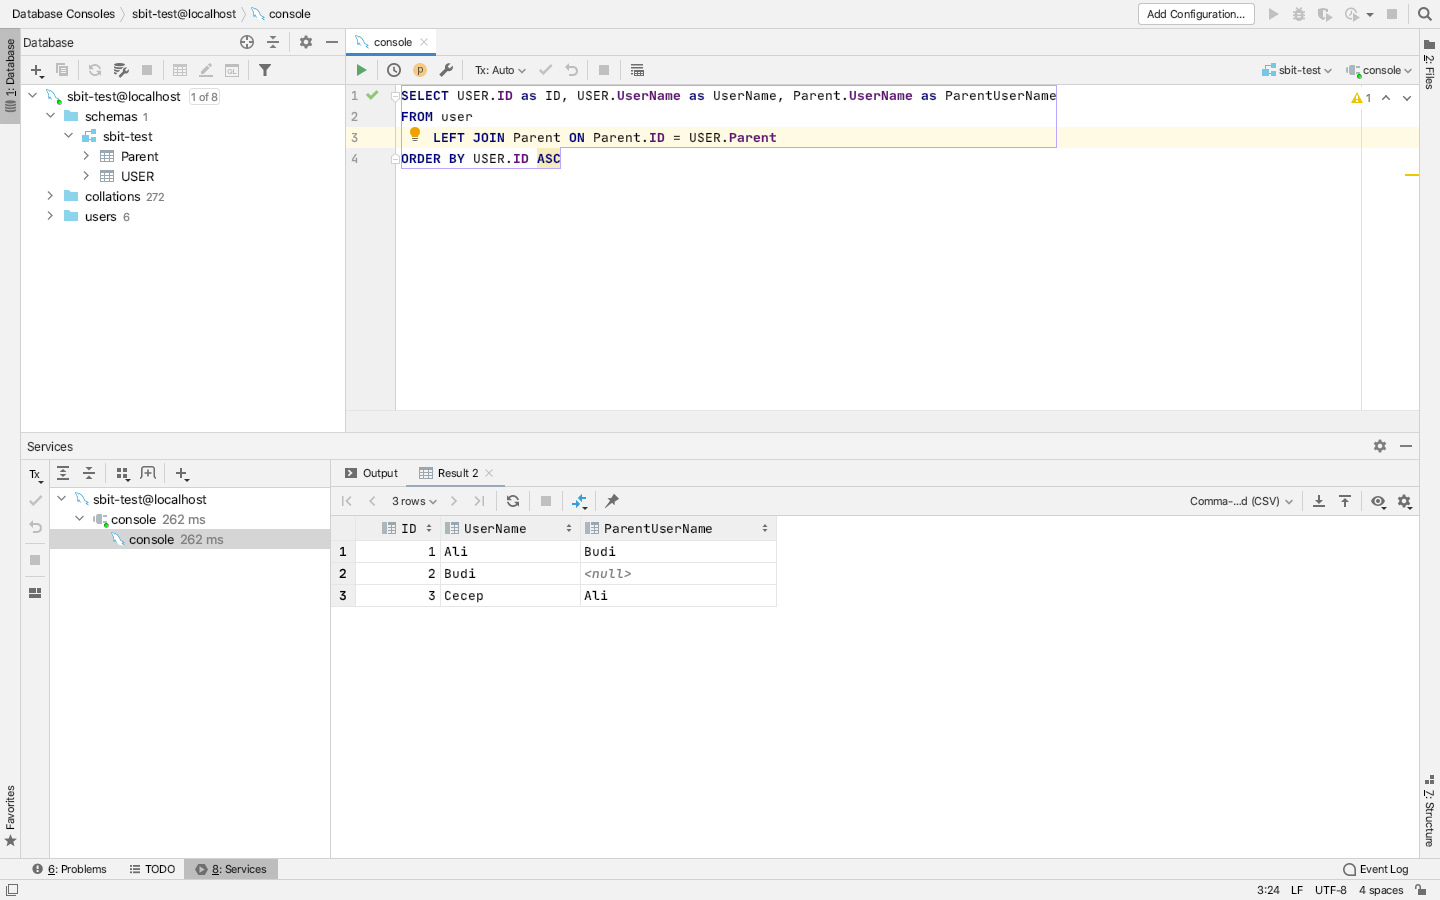 Database Consoles sbit-test@localhost console
Add Configuration...
1: Database
Database
console
Tx: Auto
sbit-test console
2: Files
sbit-test@localhost 1 of 8
schemas 1
sbit-test
Parent
USER
collations 272
users 6
1 SELECT USER.ID as ID, USER.UserName as UserName, Parent.UserName as ParentUserName
2 FROM user
3 LEFT JOIN Parent ON Parent.ID = USER.Parent
4 ORDER BY USER.ID ASC
1
Services
Tx
sbit-test@localhost
console 262 ms
console 262 ms
Output Result 2
3 rows
Comma-...d (CSV)
ID UserName ParentUserName
1 1 Ali Budi
2 2 Budi <null>
3 3 Cecep Ali
Favorites
7: Structure
6: Problems TODO 8: Services
Event Log
3:24 LF UTF-8 4 spaces